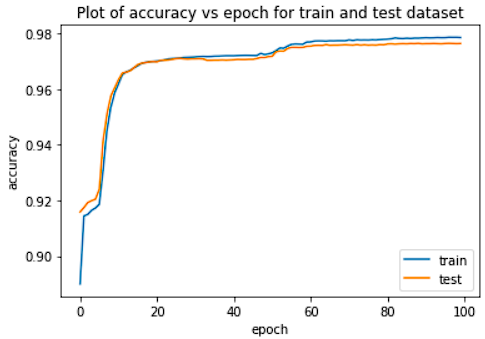 Plot of accuracy vs epoch for train and test dataset
0.98
0.96
0.94
0.92
0.90
accuracy
0 20 40 60 80 100
epoch
train
test